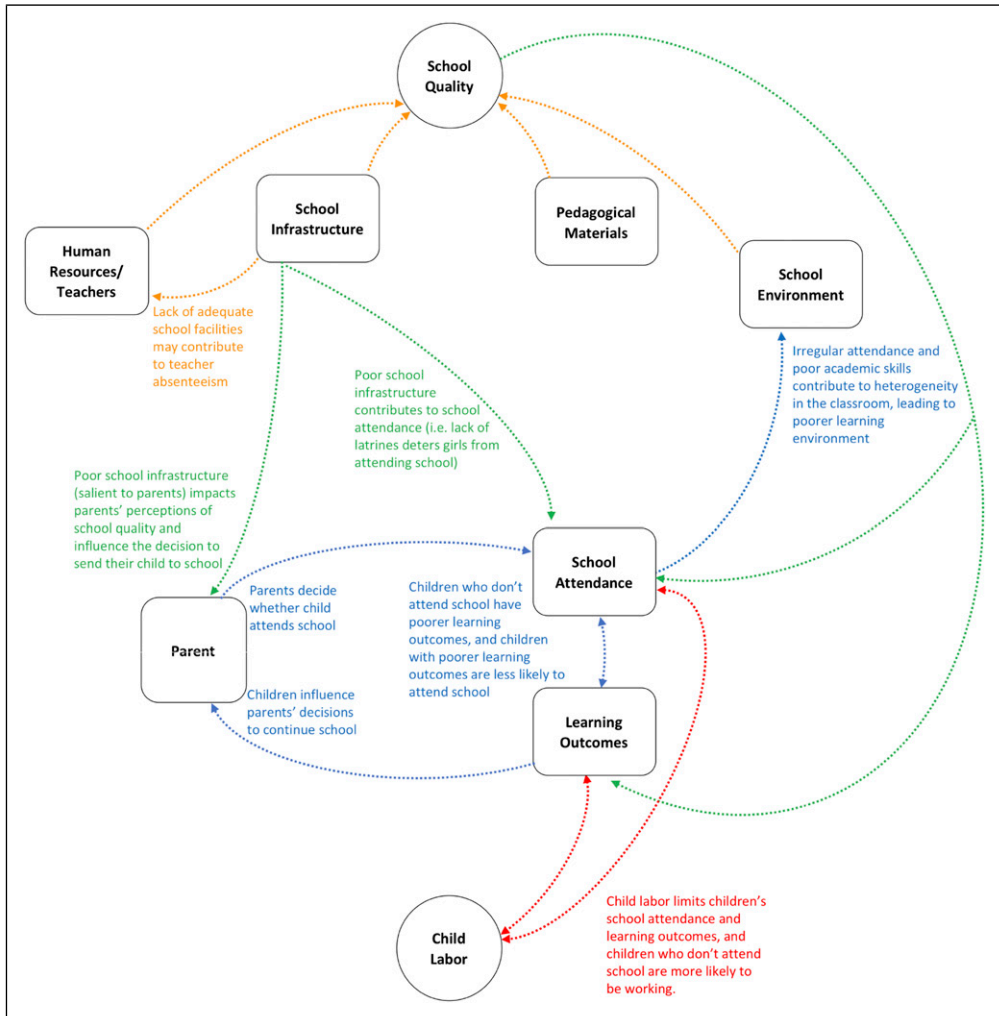 School
Quality
School
Infrastructure
Pedagogical
Materials
Human
Resources/
Teachers
School
Environment
Lack of adequate
school facilities
may contribute
to teacher
absenteeism
Irregular attendance and
poor academic skills
contribute to heterogeneity
in the classroom, leading to
poorer learning
environment
Poor school
infrastructure
contributes to school
attendance (i.e. lack of
latrines deters girls from
attending school)
Poor school infrastructure
(salient to parents) impacts
parents' perceptions of
school quality and
influence the decision to
send their child to school
School
Attendance
Parents decide
whether child
attends school
Children who don't
attend school have
poorer learning
outcomes, and children
with poorer learning
outcomes are less likely to
attend school
Parent
Children influence
parents' decisions
to continue school
Learning
Outcomes
Child labor limits children's
school attendance and
learning outcomes, and
children who don't attend
school are more likely to
be working.
Child
Labor